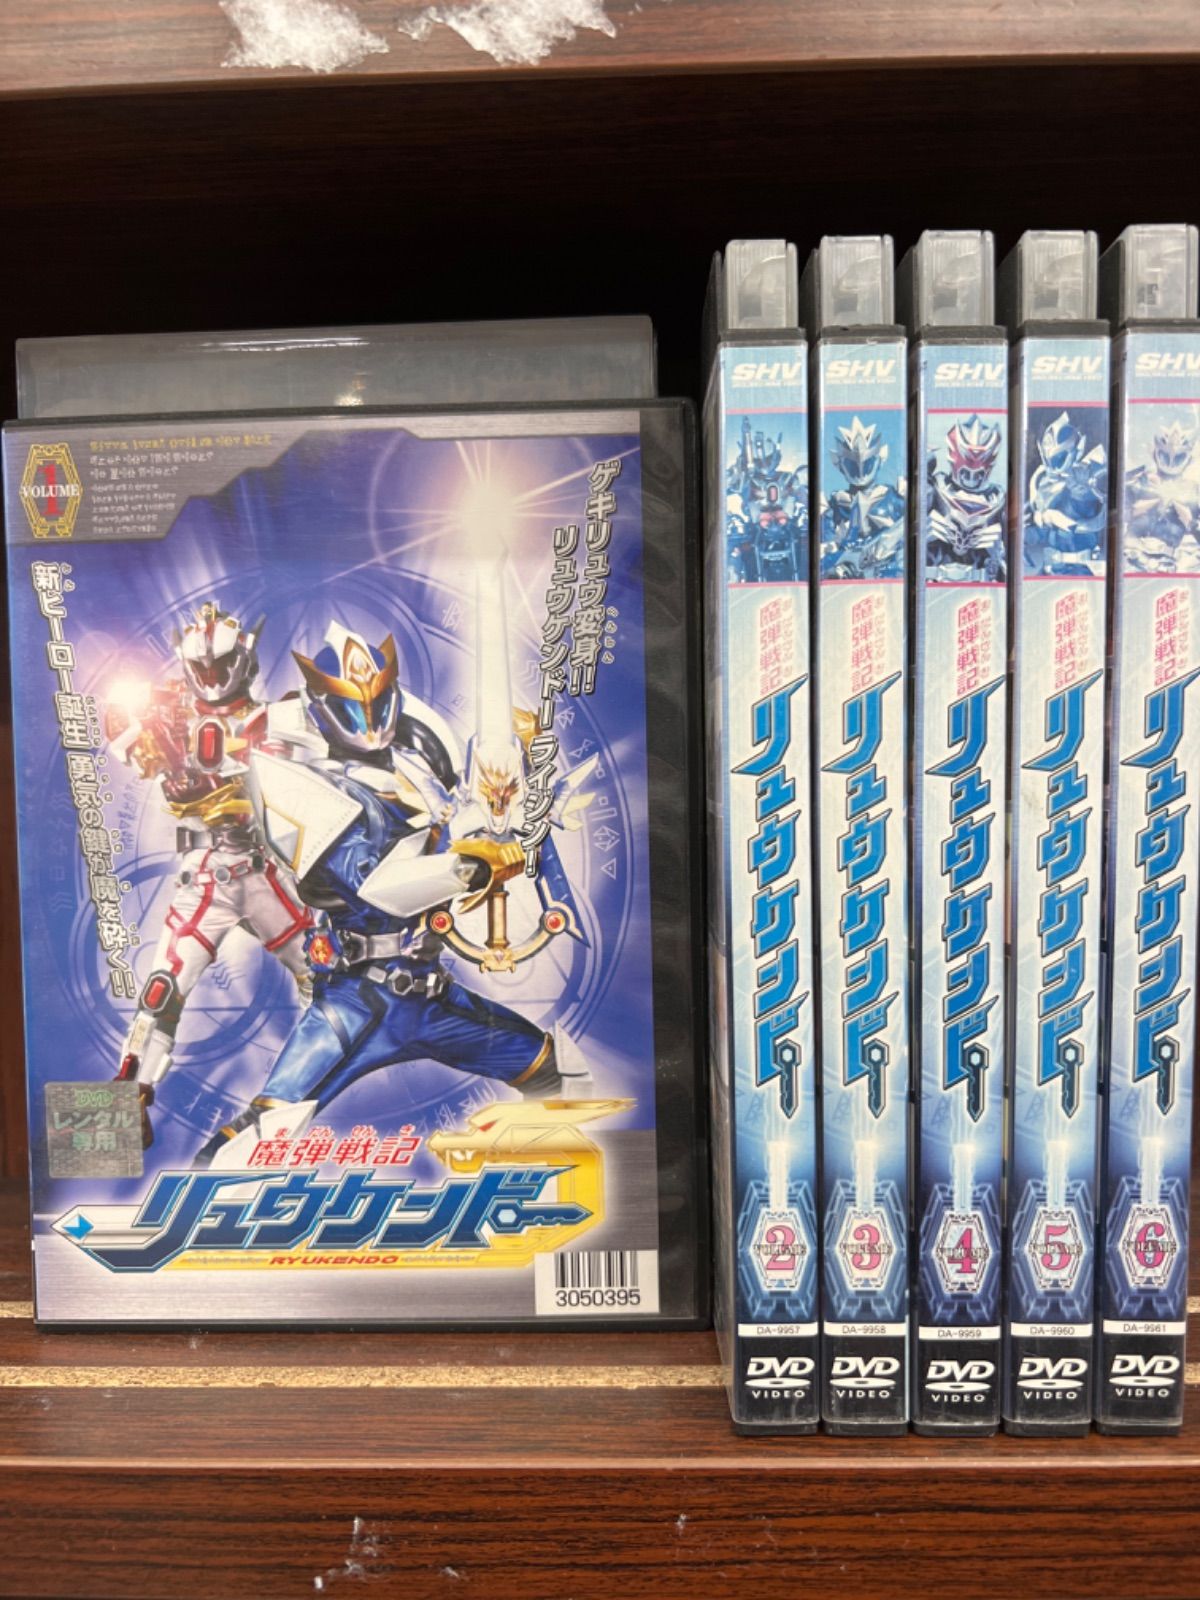 1
VOLUME
ゲキリュウ変身!!
リュウケンドー ライジン!!
新ヒーロー誕生 勇気の鍵が魔を砕く!!
DVD
レンタル
専用
魔弾戦記
リュウケンドー
RYUKENDO
3050395
SHV
魔弾戦記
リュウケンドー
2
VOLUME
DA-9957
DVD
VIDEO
SHV
魔弾戦記
リュウケンドー
3
VOLUME
DA-9958
DVD
VIDEO
SHV
魔弾戦記
リュウケンドー
4
VOLUME
DA-9959
DVD
VIDEO
SHV
魔弾戦記
リュウケンドー
5
VOLUME
DA-9960
DVD
VIDEO
SHV
魔弾戦記
リュウケンドー
6
VOLUME
DA-9961
DVD
VIDEO